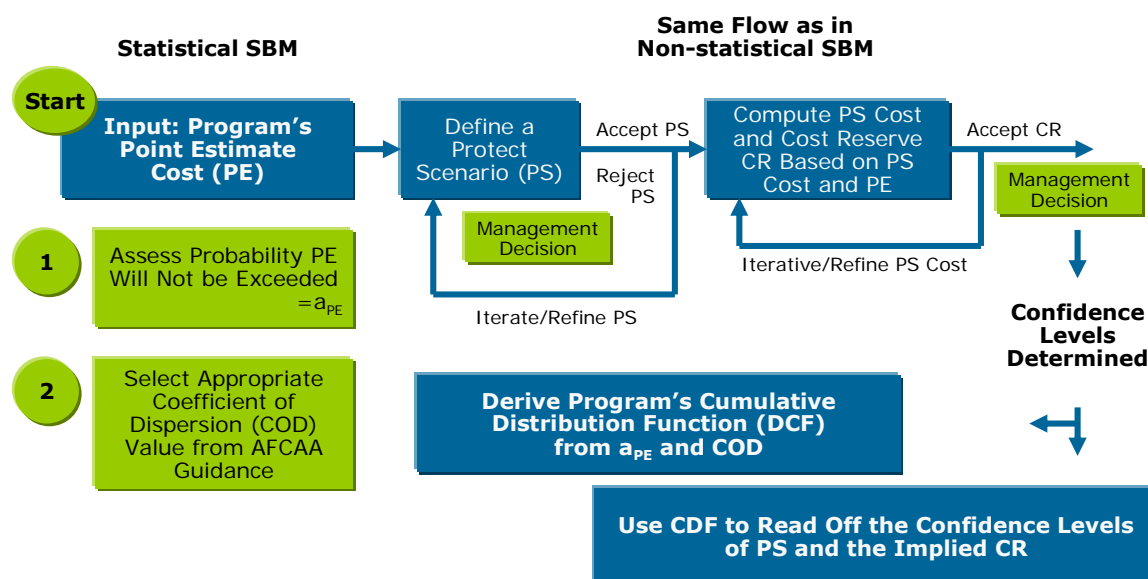 Statistical SBM
Same Flow as in
Non-statistical SBM
Start
Input: Program's
Point Estimate
Cost (PE)
Define a
Protect
Scenario (PS)
Accept PS
Reject
PS
Management
Decision
Iterate/Refine PS
Compute PS Cost
and Cost Reserve
CR Based on PS
Cost and PE
Accept CR
Management
Decision
Iterative/Refine PS Cost
1
Assess Probability PE
Will Not be Exceeded
=aPE
Confidence
Levels
Determined
2
Select Appropriate
Coefficient of
Dispersion (COD)
Value from AFCAA
Guidance
Derive Program's Cumulative
Distribution Function (DCF)
from aPE and COD
Use CDF to Read Off the Confidence Levels
of PS and the Implied CR